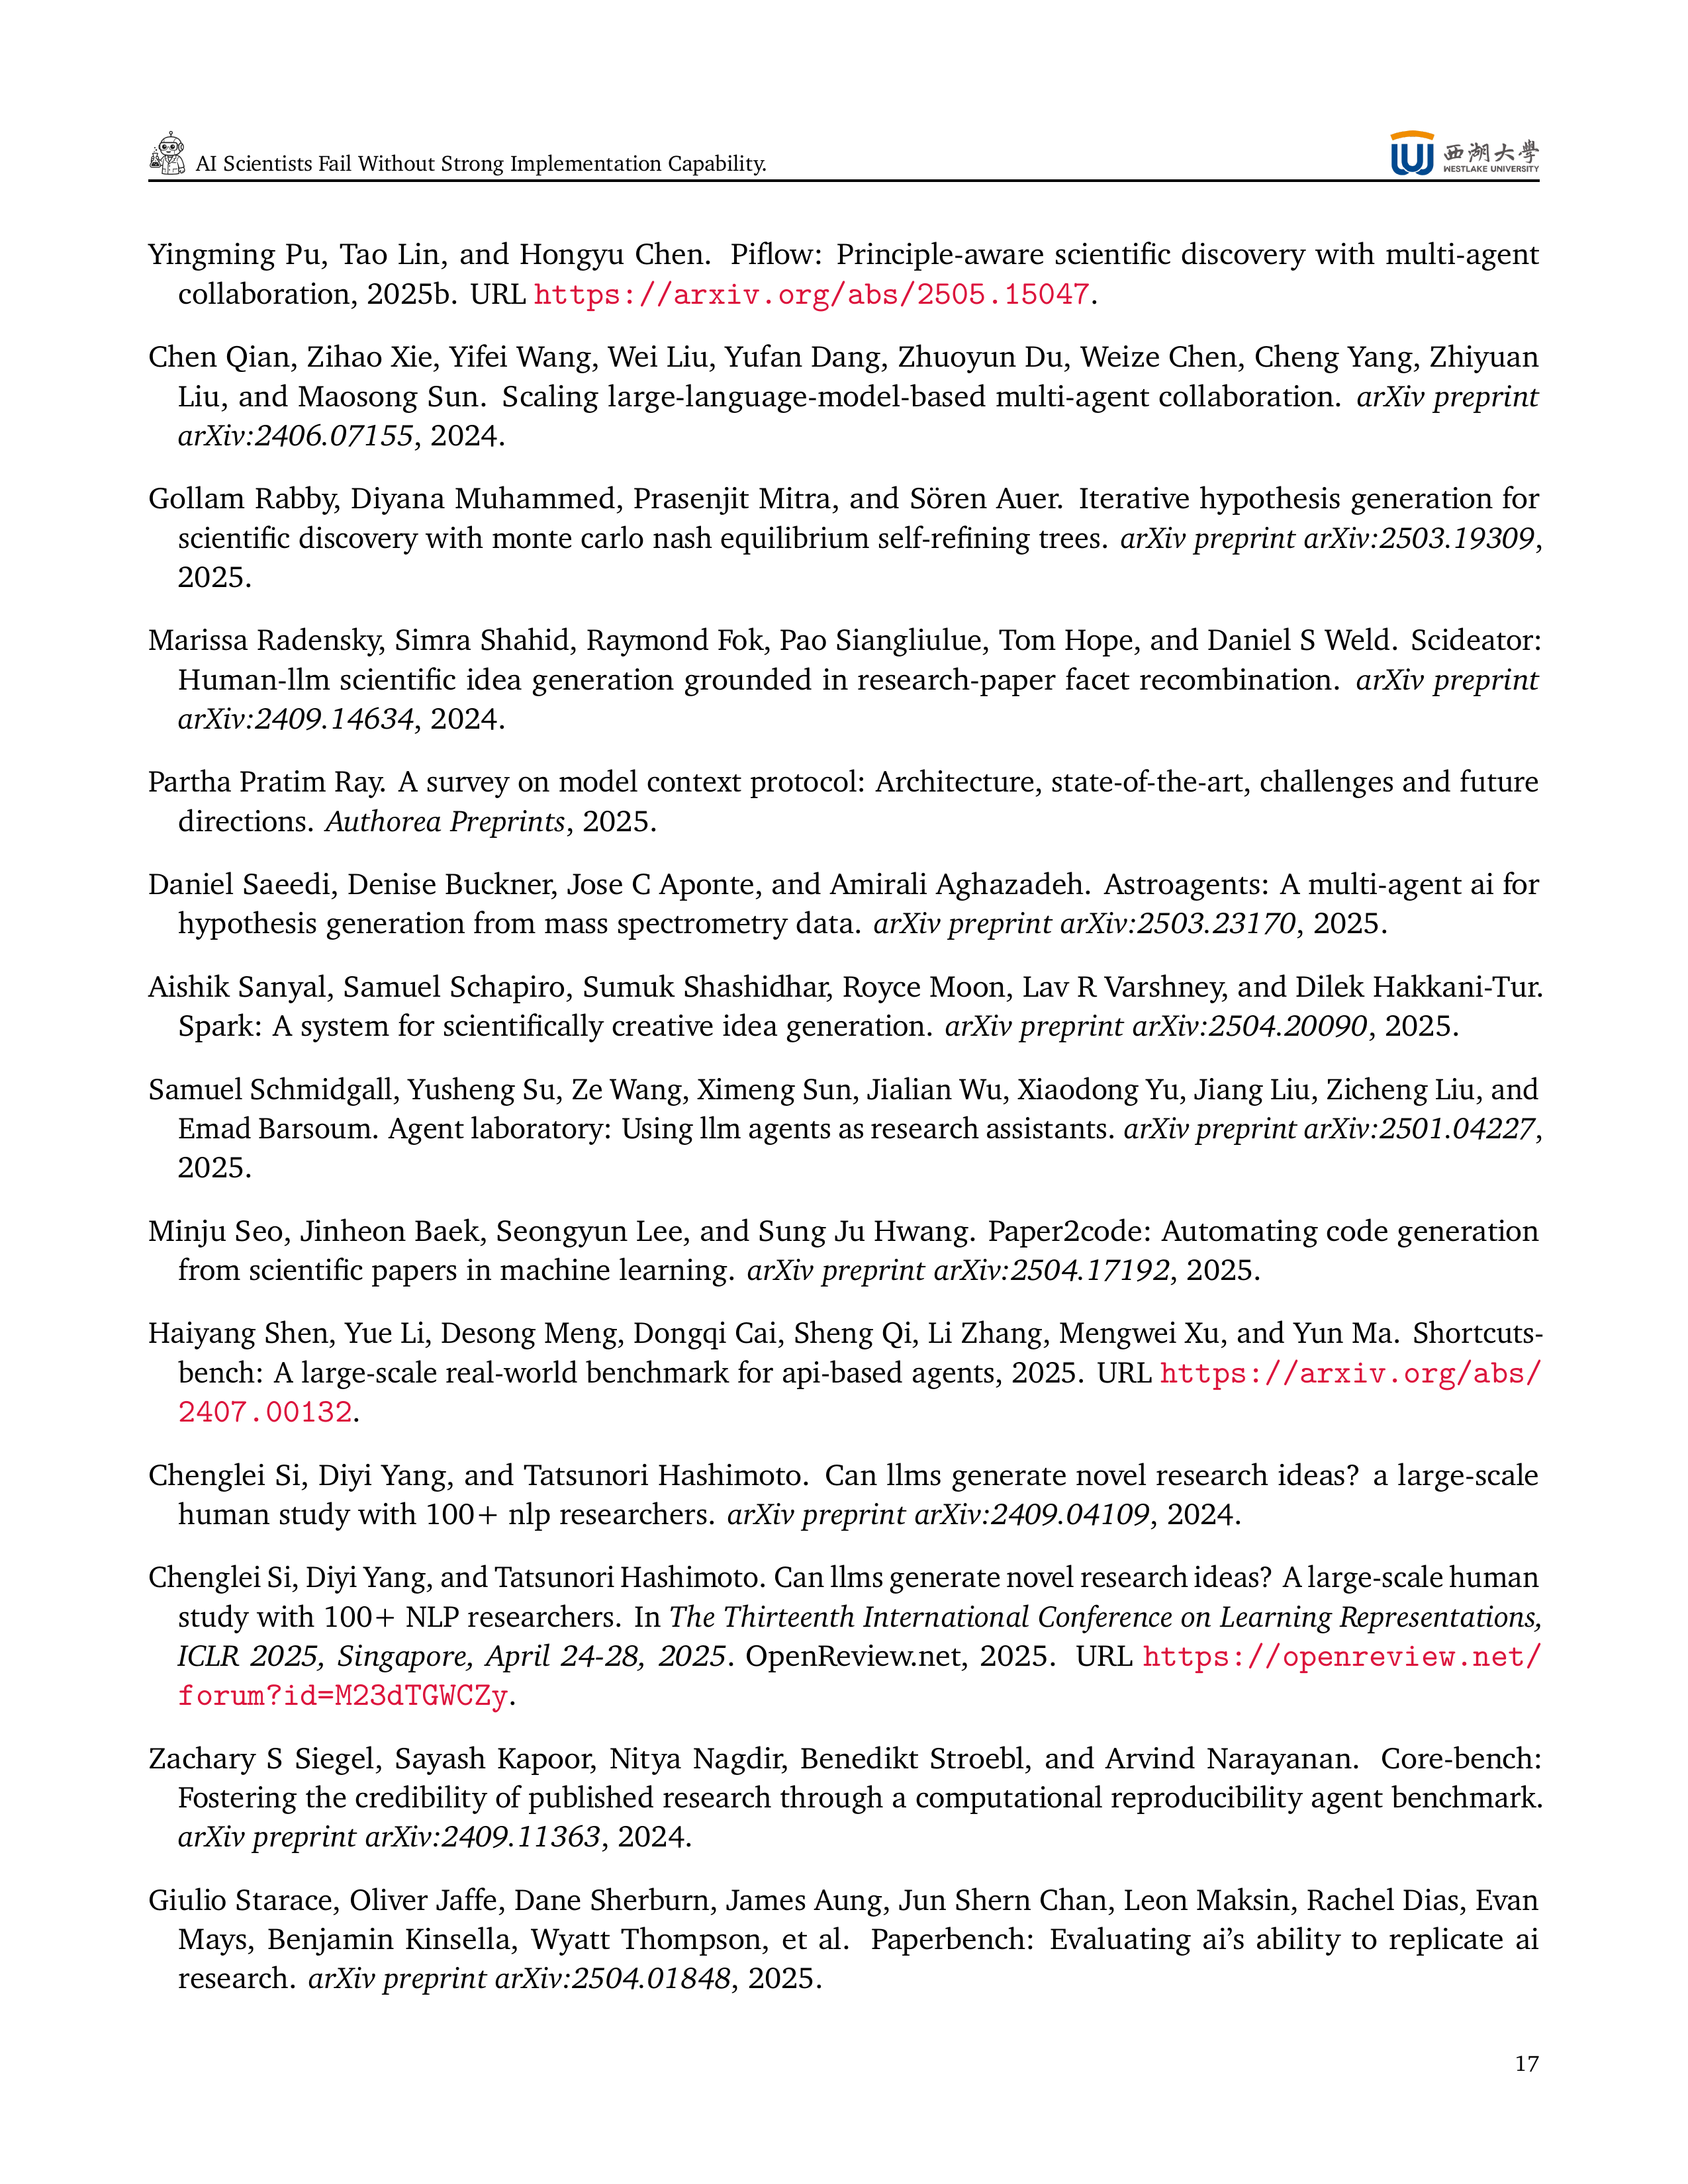 AI Scientists Fail Without Strong Implementation Capability.
西湖大學
WESTLAKE UNIVERSITY
Yingming Pu, Tao Lin, and Hongyu Chen. Piflow: Principle-aware scientific discovery with multi-agent
collaboration, 2025b. URL https://arxiv.org/abs/2505.15047.
Chen Qian, Zihao Xie, Yifei Wang, Wei Liu, Yufan Dang, Zhuoyun Du, Weize Chen, Cheng Yang, Zhiyuan
Liu, and Maosong Sun. Scaling large-language-model-based multi-agent collaboration. arXiv preprint
arXiv:2406.07155, 2024.
Gollam Rabby, Diyana Muhammed, Prasenjit Mitra, and Sören Auer. Iterative hypothesis generation for
scientific discovery with monte carlo nash equilibrium self-refining trees. arXiv preprint arXiv:2503.19309,
2025.
Marissa Radensky, Simra Shahid, Raymond Fok, Pao Siangliulue, Tom Hope, and Daniel S Weld. Scideator:
Human-llm scientific idea generation grounded in research-paper facet recombination. arXiv preprint
arXiv:2409.14634, 2024.
Partha Pratim Ray. A survey on model context protocol: Architecture, state-of-the-art, challenges and future
directions. Authorea Preprints, 2025.
Daniel Saeedi, Denise Buckner, Jose C Aponte, and Amirali Aghazadeh. Astroagents: A multi-agent ai for
hypothesis generation from mass spectrometry data. arXiv preprint arXiv:2503.23170, 2025.
Aishik Sanyal, Samuel Schapiro, Sumuk Shashidhar, Royce Moon, Lav R Varshney, and Dilek Hakkani-Tur.
Spark: A system for scientifically creative idea generation. arXiv preprint arXiv:2504.20090, 2025.
Samuel Schmidgall, Yusheng Su, Ze Wang, Ximeng Sun, Jialian Wu, Xiaodong Yu, Jiang Liu, Zicheng Liu, and
Emad Barsoum. Agent laboratory: Using llm agents as research assistants. arXiv preprint arXiv:2501.04227,
2025.
Minju Seo, Jinheon Baek, Seongyun Lee, and Sung Ju Hwang. Paper2code: Automating code generation
from scientific papers in machine learning. arXiv preprint arXiv:2504.17192, 2025.
Haiyang Shen, Yue Li, Desong Meng, Dongqi Cai, Sheng Qi, Li Zhang, Mengwei Xu, and Yun Ma. Shortcuts-
bench: A large-scale real-world benchmark for api-based agents, 2025. URL https://arxiv.org/abs/
2407.00132.
Chenglei Si, Diyi Yang, and Tatsunori Hashimoto. Can llms generate novel research ideas? a large-scale
human study with 100+ nlp researchers. arXiv preprint arXiv:2409.04109, 2024.
Chenglei Si, Diyi Yang, and Tatsunori Hashimoto. Can llms generate novel research ideas? A large-scale human
study with 100+ NLP researchers. In The Thirteenth International Conference on Learning Representations,
ICLR 2025, Singapore, April 24-28, 2025. OpenReview.net, 2025. URL https://openreview.net/
forum?id=M23dTGWCZy.
Zachary S Siegel, Sayash Kapoor, Nitya Nagdir, Benedikt Stroebl, and Arvind Narayanan. Core-bench:
Fostering the credibility of published research through a computational reproducibility agent benchmark.
arXiv preprint arXiv:2409.11363, 2024.
Giulio Starace, Oliver Jaffe, Dane Sherburn, James Aung, Jun Shern Chan, Leon Maksin, Rachel Dias, Evan
Mays, Benjamin Kinsella, Wyatt Thompson, et al. Paperbench: Evaluating ai's ability to replicate ai
research. arXiv preprint arXiv:2504.01848, 2025.
17